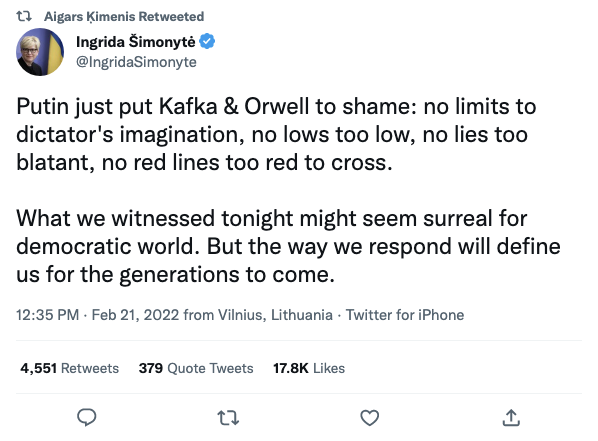 Aigars Ķimenis Retweeted
Ingrida Šimonytė
@IngridaSimonyte
Putin just put Kafka & Orwell to shame: no limits to
dictator's imagination, no lows too low, no lies too
blatant, no red lines too red to cross.
What we witnessed tonight might seem surreal for
democratic world. But the way we respond will define
us for the generations to come.
12:35 PM · Feb 21, 2022 from Vilnius, Lithuania · Twitter for iPhone
4,551 Retweets 379 Quote Tweets 17.8K Likes